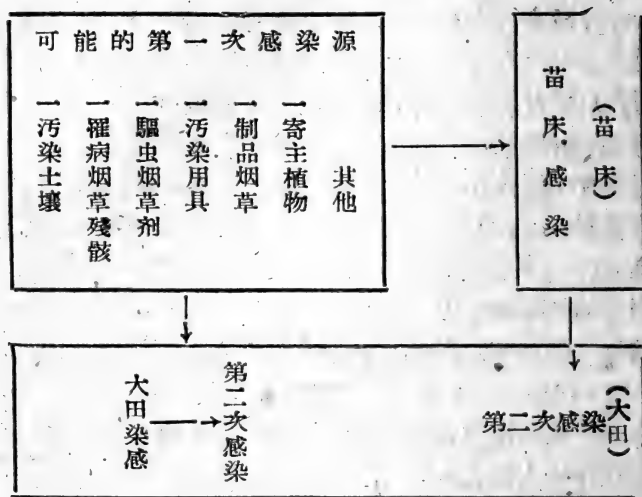 可能的第一次感染源
一污染土壤
一罹病烟草殘骸
一驅虫烟草剂
一污染用具
一制品烟草
一寄主植物
其他
（苗床）
苗床感染
大田染感
第二次感染
（大田）
第二次感染